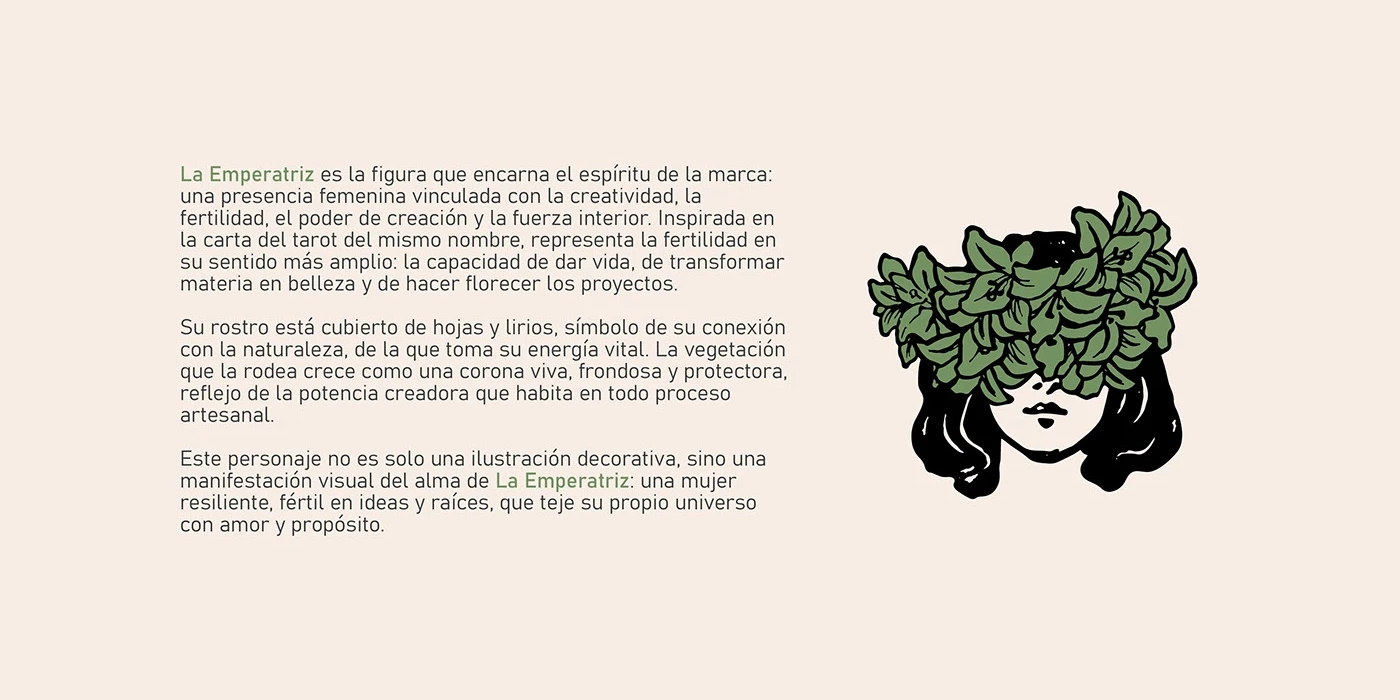 La Emperatriz es la figura que encarna el espíritu de la marca:
una presencia femenina vinculada con la creatividad, la
fertilidad, el poder de creación y la fuerza interior. Inspirada en
la carta del tarot del mismo nombre, representa la fertilidad en
su sentido más amplio: la capacidad de dar vida, de transformar
materia en belleza y de hacer florecer los proyectos.
Su rostro está cubierto de hojas y lirios, símbolo de su conexión
con la naturaleza, de la que toma su energía vital. La vegetación
que la rodea crece como una corona viva, frondosa y protectora,
reflejo de la potencia creadora que habita en todo proceso
artesanal.
Este personaje no es solo una ilustración decorativa, sino una
manifestación visual del alma de La Emperatriz: una mujer
resiliente, fértil en ideas y raíces, que teje su propio universo
con amor y propósito.